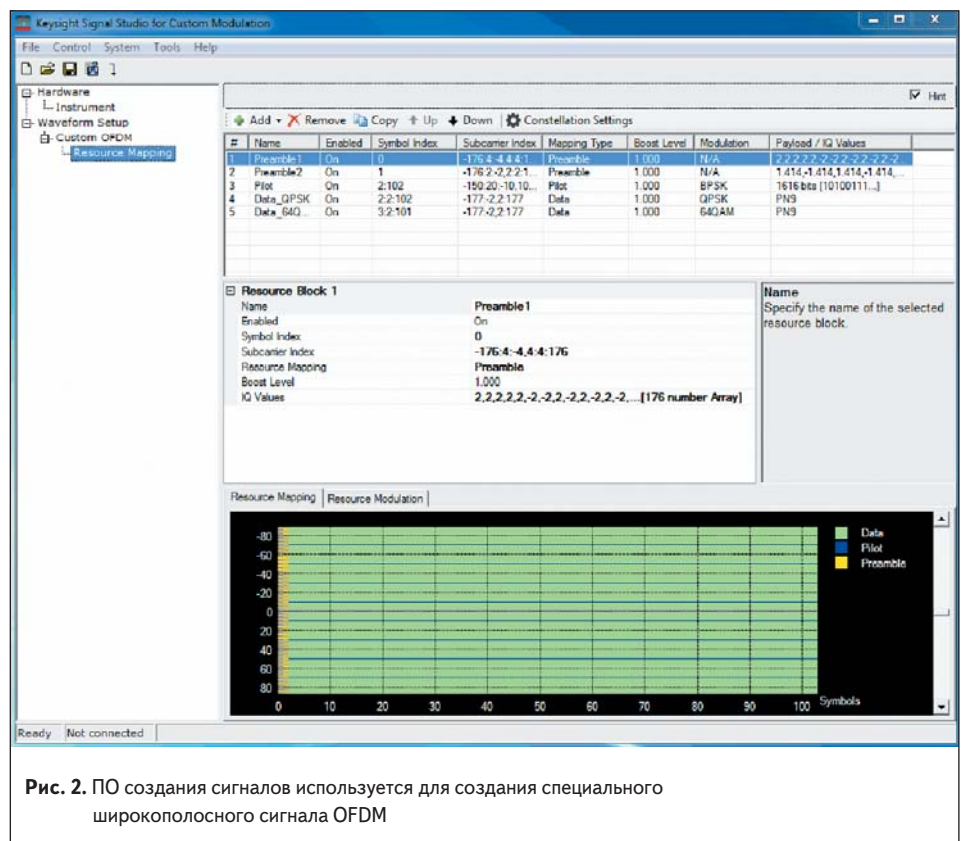 Keysight Signal Studio for Custom Modulation
File Control System Tools Help
Hardware
Instrument
Waveform Setup
Custom OFDM
Resource Mapping
Hint
Add Remove Copy Up Down Constellation Settings
# Name Enabled Symbol Index Subcarrier Index Mapping Type Boost Level Modulation Payload / IQ Values
1 Preamble1 On 0 -176:4:-4,4:4:1... Preamble 1.000 N/A 2,2,2,2,2,-2,-2,2,-2,2,-2,2,-2...
2 Preamble2 On 1 -176:2:-2,2:2:1... Preamble 1.000 N/A 1.414,-1.414,1.414,-1.414,...
3 Pilot On 2:102 -150:20:-10,10... Pilot 1.000 BPSK 1616 bits [10100111...]
4 Data_QPSK On 2:2:102 -177:-2,2:177 Data 1.000 QPSK PN9
5 Data_64Q... On 3:2:101 -177:-2,2:177 Data 1.000 64QAM PN9
Resource Block 1
Name Preamble1
Enabled On
Symbol Index 0
Subcarrier Index -176:4:-4,4:4:176
Resource Mapping Preamble
Boost Level 1.000
IQ Values 2,2,2,2,2,-2,-2,2,-2,2,-2,2,-2,...[176 number Array]
Name
Specify the name of the selected
resource block.
Resource Mapping Resource Modulation
-80
-60
-40
-20
0
20
40
60
80
0 10 20 30 40 50 60 70 80 90 100 Symbols
Data
Pilot
Preamble
Ready Not connected
Рис. 2. ПО создания сигналов используется для создания специального
широкополосного сигнала OFDM